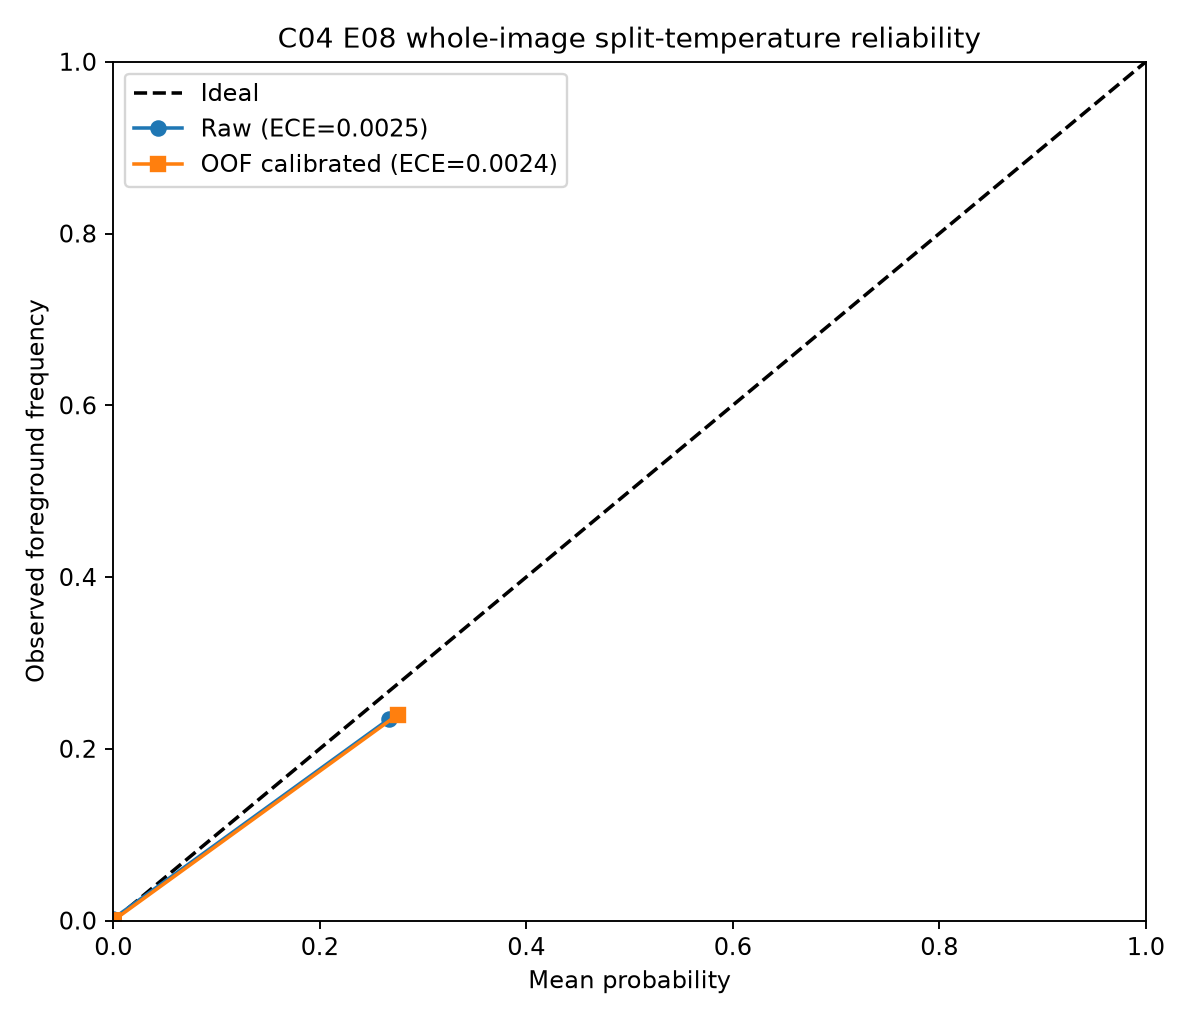 C04 E08 whole-image split-temperature reliability
Ideal
Raw (ECE=0.0025)
OOF calibrated (ECE=0.0024)
Observed foreground frequency
1.0
0.8
0.6
0.4
0.2
0.0
0.0 0.2 0.4 0.6 0.8 1.0
Mean probability